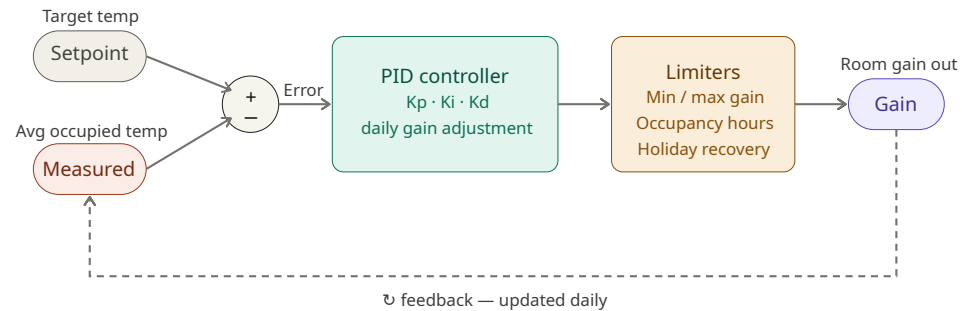 Target temp
Setpoint
Avg occupied temp
Measured
+
−
Error
PID controller
Kp · Ki · Kd
daily gain adjustment
Limiters
Min / max gain
Occupancy hours
Holiday recovery
Room gain out
Gain
↻ feedback — updated daily